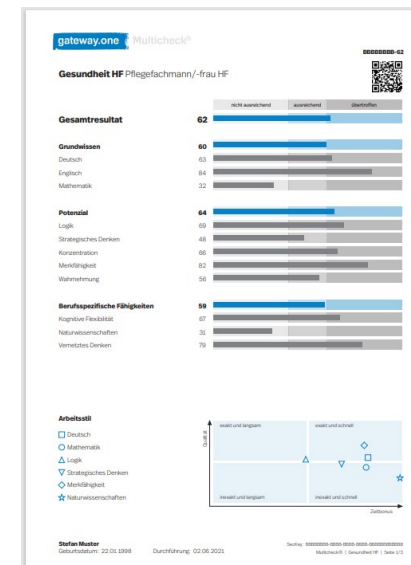 gateway.one Multicheck®
BBBBBBBB-62
Gesundheit HF Pflegefachmann/-frau HF
nicht ausreichend ausreichend übertroffen
Gesamtresultat 62
Grundwissen 60
Deutsch 63
Englisch 84
Mathematik 32
Potenzial 64
Logik 69
Strategisches Denken 48
Konzentration 66
Merkfähigkeit 82
Wahrnehmung 56
Berufsspezifische Fähigkeiten 59
Kognitive Flexibilität 67
Naturwissenschaften 31
Vernetztes Denken 79
Arbeitsstil
Deutsch
Mathematik
Logik
Strategisches Denken
Merkfähigkeit
Naturwissenschaften
Qualität
exakt und langsam exakt und schnell
inexakt und langsam inexakt und schnell
Zeitbonus
Stefan Muster
Geburtsdatum: 22.01.1998 Durchführung: 02.06.2021
Multicheck® | Gesundheit HF | Seite 1/2